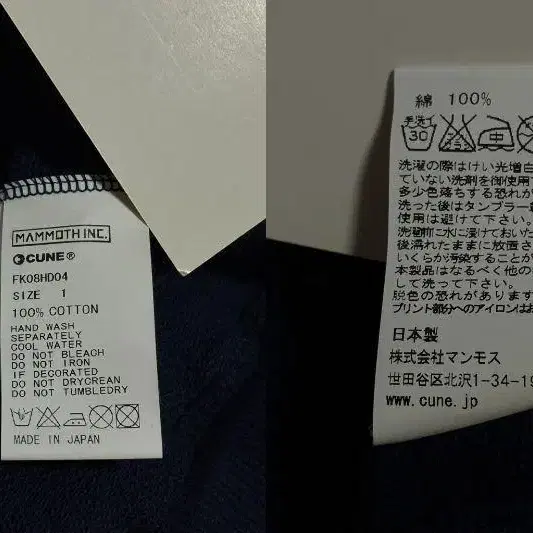 MAMMOTH INC.
CUNE®
FK08HD04
SIZE 1
100% COTTON
HAND WASH
SEPARATELY
COOL WATER
DO NOT BLEACH
DO NOT IRON
IF DECORATED
DO NOT DRYCREAN
DO NOT TUMBLEDRY
MADE IN JAPAN
綿 100%
手洗イ
30
洗濯の際はけい光増白
ていない洗剤を御使用
多少色落ちする恐れが
洗った後はタンブラー
使用は避けて下さい。
洗濯前に水に浸けておいた
後濡れたままに放置さ
いくらか汚染することが
本製品はなるべく他の
して洗って下さい。
脱色の恐れがあります
プリント部分へのアイロンはお
日本製
株式会社マンモス
世田谷区北沢1-34-19
www.cune.jp